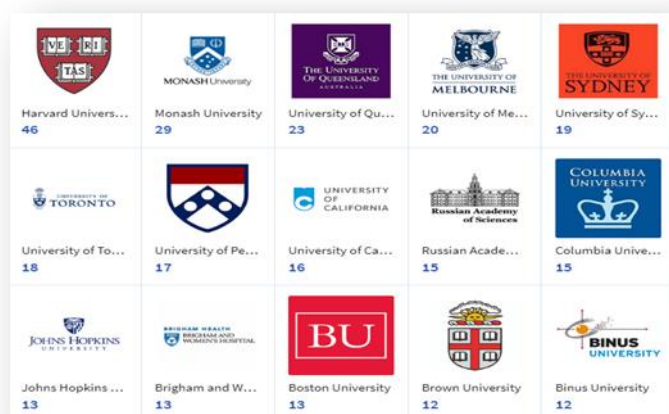 VE RI
TAS
Harvard Univers...
46
MONASH University
Monash University
29
THE UNIVERSITY
OF QUEENSLAND
AUSTRALIA
University of Qu...
23
THE UNIVERSITY OF
MELBOURNE
University of Me...
20
THE UNIVERSITY OF
SYDNEY
University of Sy...
19
UNIVERSITY OF
TORONTO
University of To...
18
University of Pe...
17
UNIVERSITY
OF
CALIFORNIA
University of Ca...
16
Russian Academy
of Sciences
Russian Acade...
15
COLUMBIA
UNIVERSITY
Columbia Unive...
15
JOHNS HOPKINS
UNIVERSITY
Johns Hopkins ...
13
BRIGHAM HEALTH
BRIGHAM AND
WOMEN'S HOSPITAL
Brigham and W...
13
BU
Boston University
13
Brown University
12
BINUS
UNIVERSITY
Binus University
12